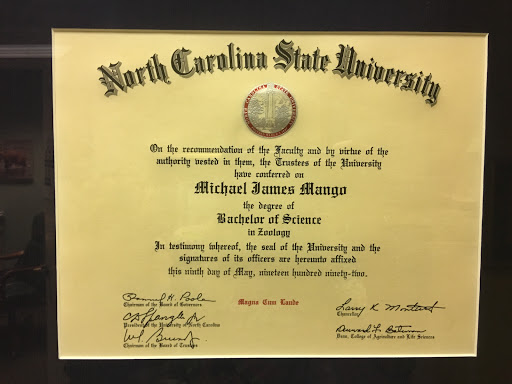 North Carolina State University
On the recommendation of the Faculty and by virtue of the
authority vested in them, the Trustees of the University
have conferred on
Michael James Mango
the degree of
Bachelor of Science
in Zoology
In testimony whereof, the seal of the University and the
signatures of its officers are hereunto affixed
this ninth day of May, nineteen hundred ninety-two.
Magna Cum Laude
Chairman of the Board of Governors
President of the University of North Carolina
Chairman of the Board of Trustees
Larry K Monteith
Chancellor
Dean, College of Agriculture and Life Sciences